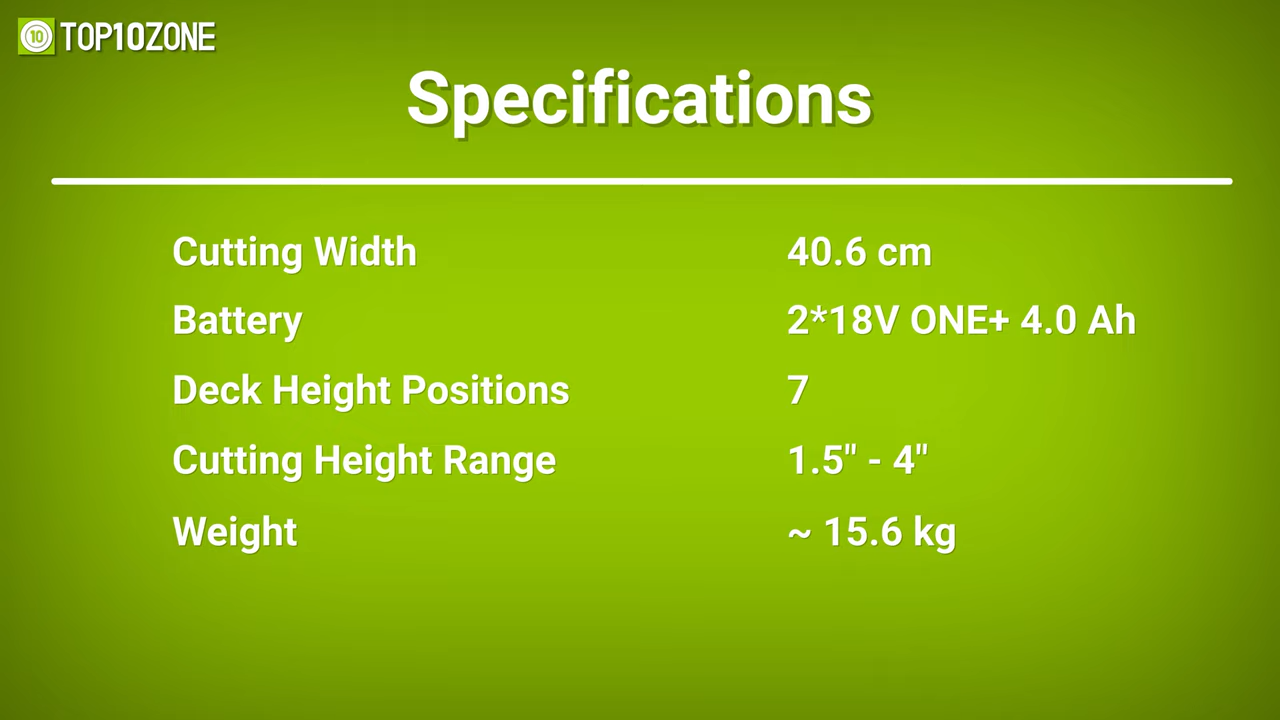 10 TOP10ZONE
Specifications
Cutting Width 40.6 cm
Battery 2*18V ONE+ 4.0 Ah
Deck Height Positions 7
Cutting Height Range 1.5" - 4"
Weight ~ 15.6 kg